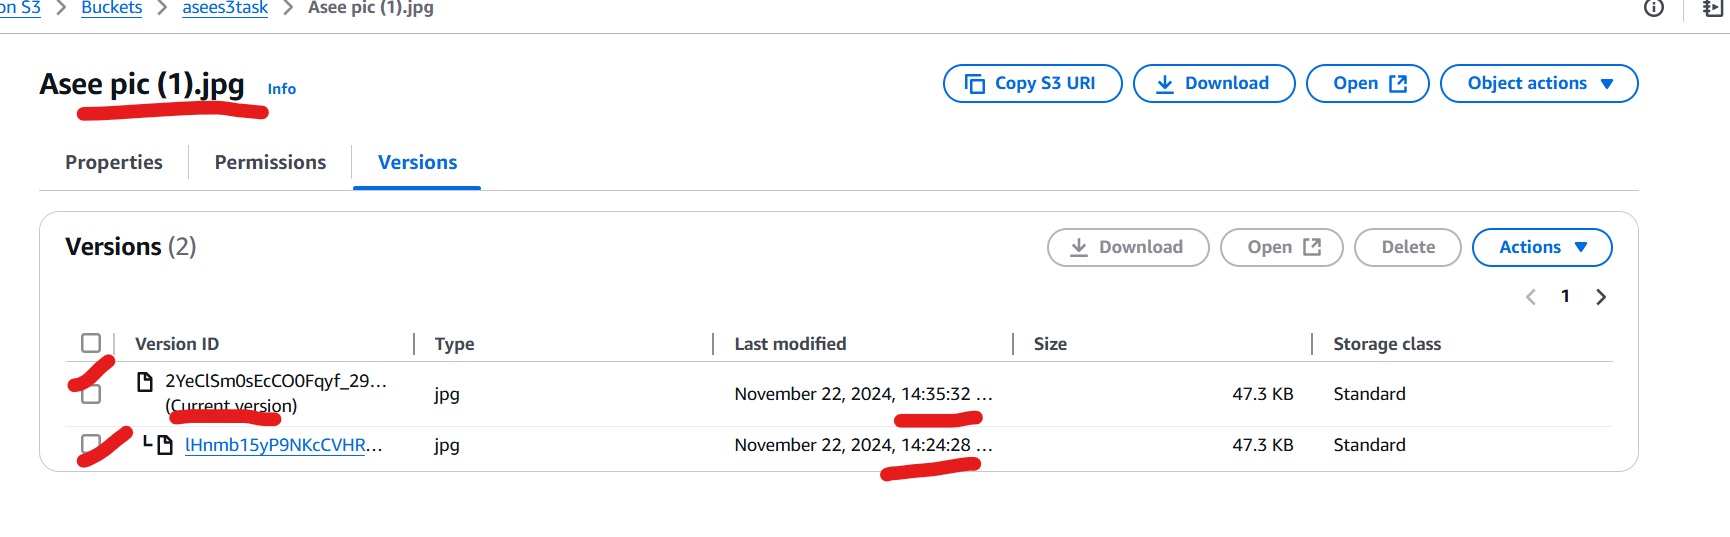 on S3 > Buckets > asees3task > Asee pic (1).jpg
Asee pic (1).jpg Info
Copy S3 URI Download Open Object actions
Properties Permissions Versions
Versions (2)
Download Open Delete Actions
1
Version ID Type Last modified Size Storage class
2YeClSm0sEcCO0Fqyf_29... jpg November 22, 2024, 14:35:32 ... 47.3 KB Standard
(Current version)
lHnmb15yP9NKcCVHR... jpg November 22, 2024, 14:24:28 ... 47.3 KB Standard